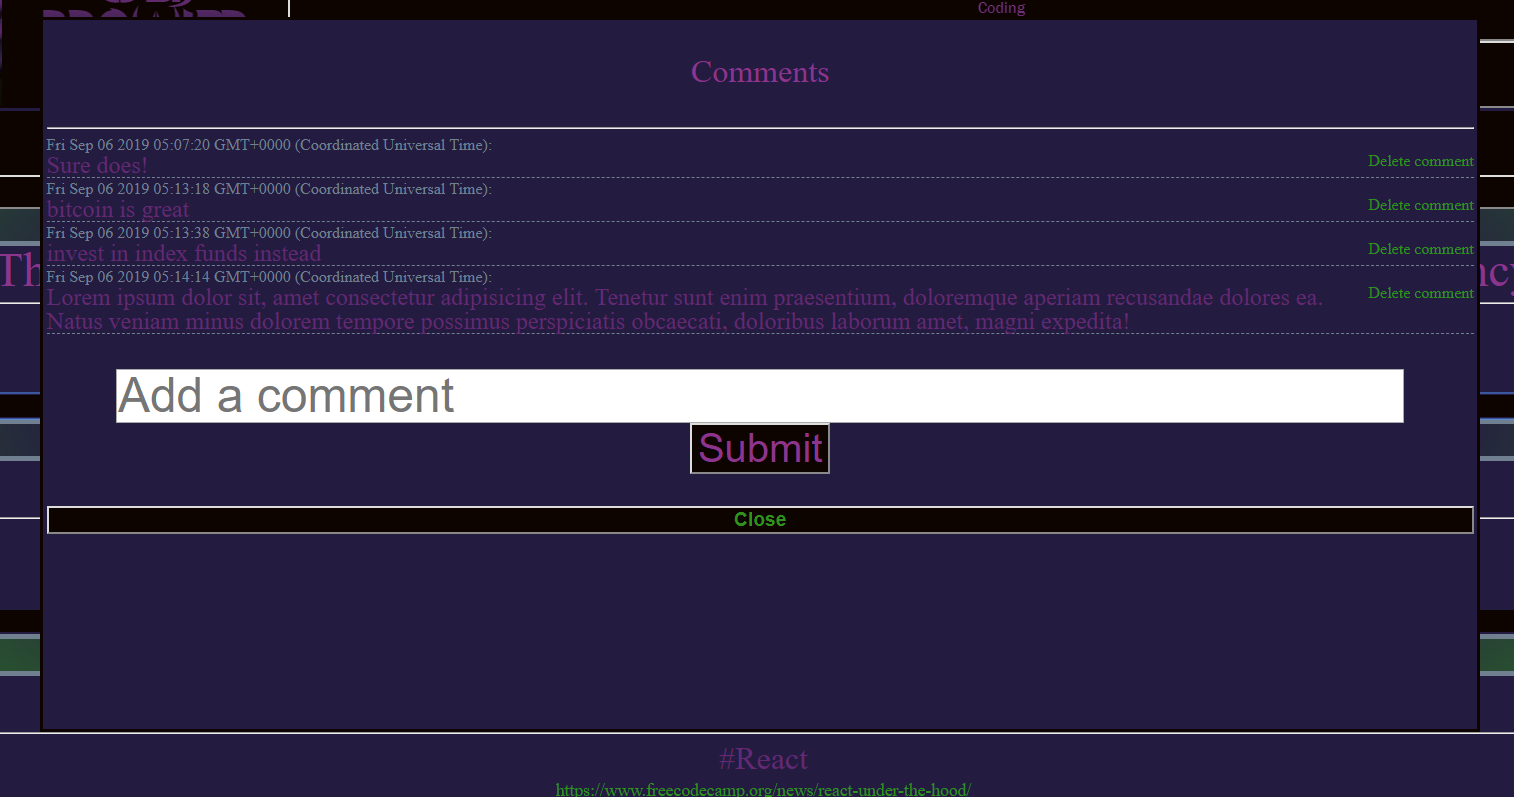 Coding
Comments
Fri Sep 06 2019 05:07:20 GMT+0000 (Coordinated Universal Time):
Sure does!
Delete comment
Fri Sep 06 2019 05:13:18 GMT+0000 (Coordinated Universal Time):
bitcoin is great
Delete comment
Fri Sep 06 2019 05:13:38 GMT+0000 (Coordinated Universal Time):
invest in index funds instead
Delete comment
Fri Sep 06 2019 05:14:14 GMT+0000 (Coordinated Universal Time):
Lorem ipsum dolor sit, amet consectetur adipisicing elit. Tenetur sunt enim praesentium, doloremque aperiam recusandae dolores ea.
Delete comment
Natus veniam minus dolorem tempore possimus perspiciatis obcaecati, doloribus laborum amet, magni expedita!
Add a comment
Submit
Close
#React
https://www.freecodecamp.org/news/react-under-the-hood/